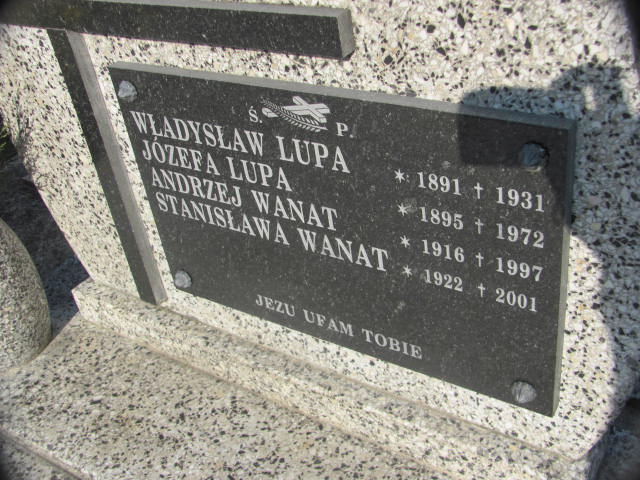 Ś. P.
WŁADYSŁAW LUPA * 1891 † 1931
JÓZEFA LUPA * 1895 † 1972
ANDRZEJ WANAT * 1916 † 1997
STANISŁAWA WANAT * 1922 † 2001
JEZU UFAM TOBIE